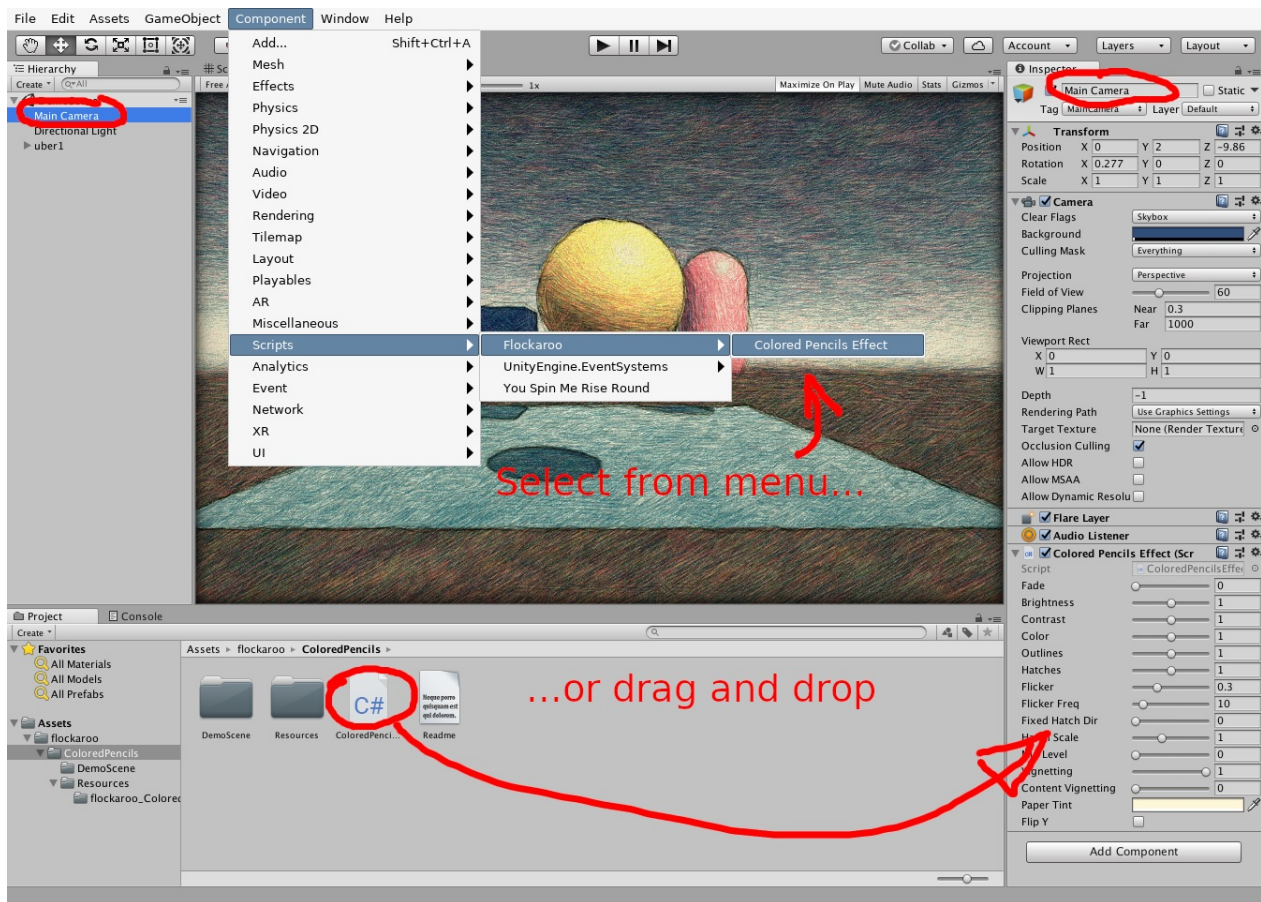 File Edit Assets GameObject Component Window Help
Collab Account Layers Layout
Hierarchy
Create All
Main Camera
Directional Light
uber1
Add... Shift+Ctrl+A
Mesh
Effects
Physics
Physics 2D
Navigation
Audio
Video
Rendering
Tilemap
Layout
Playables
AR
Miscellaneous
Scripts
Analytics
Event
Network
XR
UI
Flockaroo
UnityEngine.EventSystems
You Spin Me Rise Round
Colored Pencils Effect
1x Maximize On Play Mute Audio Stats Gizmos
Select from menu...
Inspector
Main Camera Static
Tag MainCamera Layer Default
Transform
Position X 0 Y 2 Z -9.86
Rotation X 0.277 Y 0 Z 0
Scale X 1 Y 1 Z 1
Camera
Clear Flags Skybox
Background
Culling Mask Everything
Projection Perspective
Field of View 60
Clipping Planes Near 0.3
Far 1000
Viewport Rect
X 0 Y 0
W 1 H 1
Depth -1
Rendering Path Use Graphics Settings
Target Texture None (Render Texture
Occlusion Culling
Allow HDR
Allow MSAA
Allow Dynamic Resolu
Flare Layer
Audio Listener
Colored Pencils Effect (Scr
Script ColoredPencilsEffe
Fade 0
Brightness 1
Contrast 1
Color 1
Outlines 1
Hatches 1
Flicker 0.3
Flicker Freq 10
Fixed Hatch Dir 0
Scale 1
Level 0
Vignetting 1
Content Vignetting 0
Paper Tint
Flip Y
Add Component
Project Console
Create
Favorites
All Materials
All Models
All Prefabs
Assets
flockaroo
ColoredPencils
DemoScene
Resources
flockaroo_Colored
Assets flockaroo ColoredPencils
C#
Neque porro
quisquam est
qui dolorem.
DemoScene Resources ColoredPenci... Readme
...or drag and drop